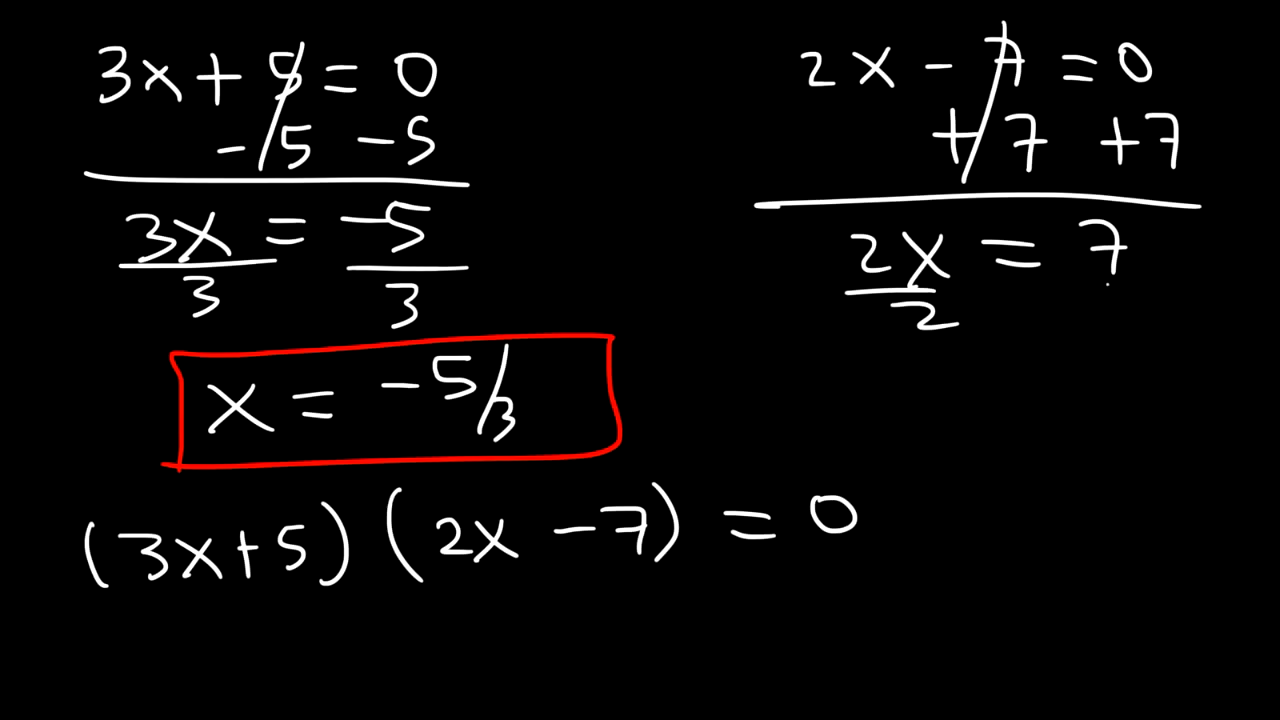 3x + 5 = 0
-5 -5
3x = -5
3 3
x = -5/3
2x - 7 = 0
+7 +7
2x = 7
2
(3x+5)(2x-7) = 0